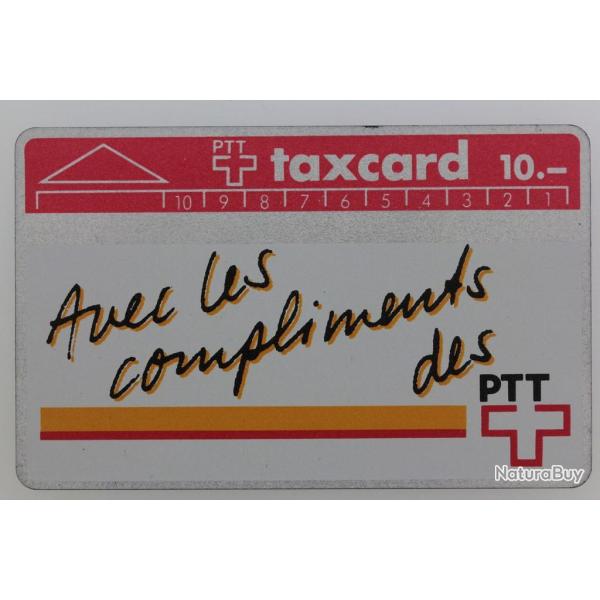 PTT taxcard 10.–
10 9 8 7 6 5 4 3 2 1
Avec les
compliments
des
PTT
NaturaBuy